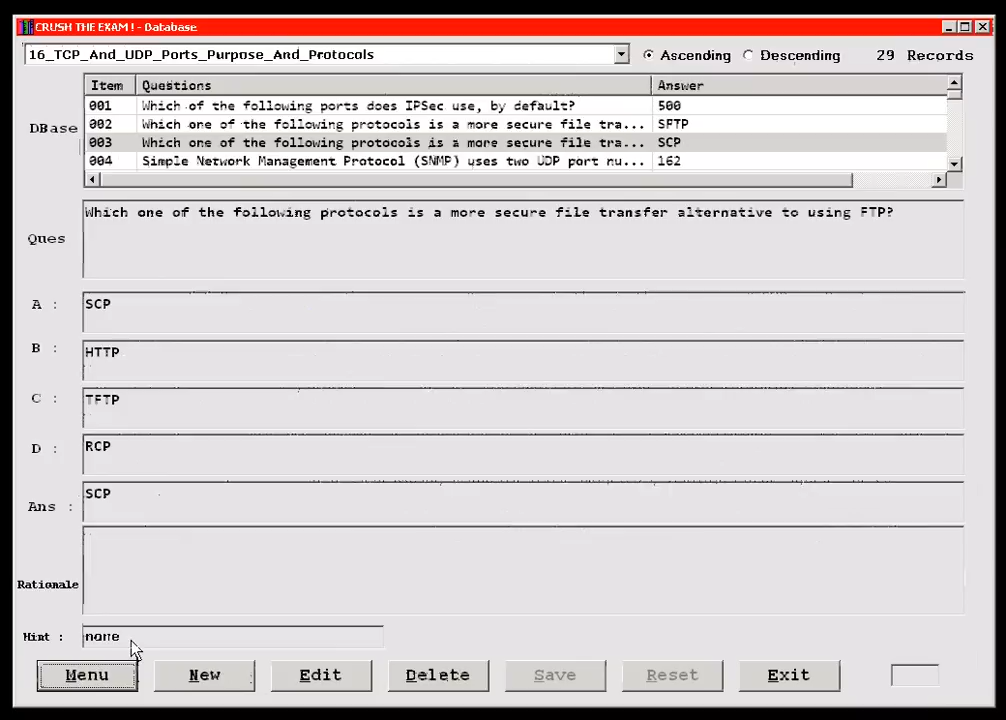 CRUSH THE EXAM! - Database
16_TCP_And_UDP_Ports_Purpose_And_Protocols
Ascending
Descending
29 Records
Item Questions Answer
001 Which of the following ports does IPSec use, by default? 500
002 Which one of the following protocols is a more secure file tra... SFTP
DBase
003 Which one of the following protocols is a more secure file tra... SCP
004 Simple Network Management Protocol (SNMP) uses two UDP port nu... 162
Ques
Which one of the following protocols is a more secure file transfer alternative to using FTP?
A : SCP
B : HTTP
C : TFTP
D : RCP
Ans : SCP
Rationale
Hint : none
Menu New Edit Delete Save Reset Exit